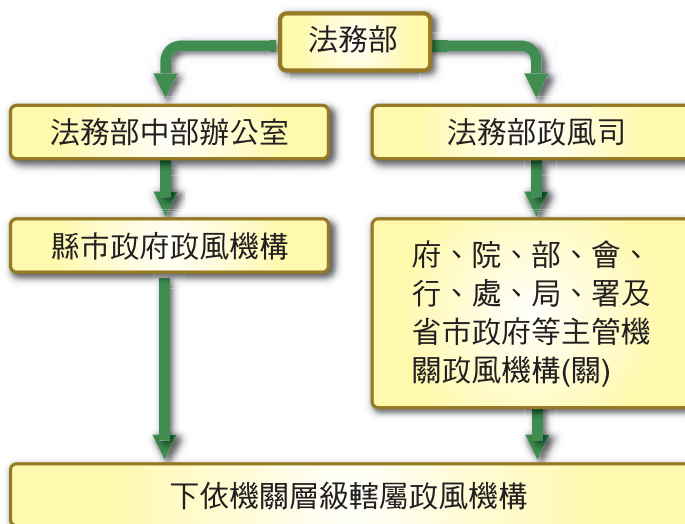 法務部
法務部中部辦公室
法務部政風司
縣市政府政風機構
府、院、部、會、
行、處、局、署及
省市政府等主管機
關政風機構(關)
下依機關層級轄屬政風機構